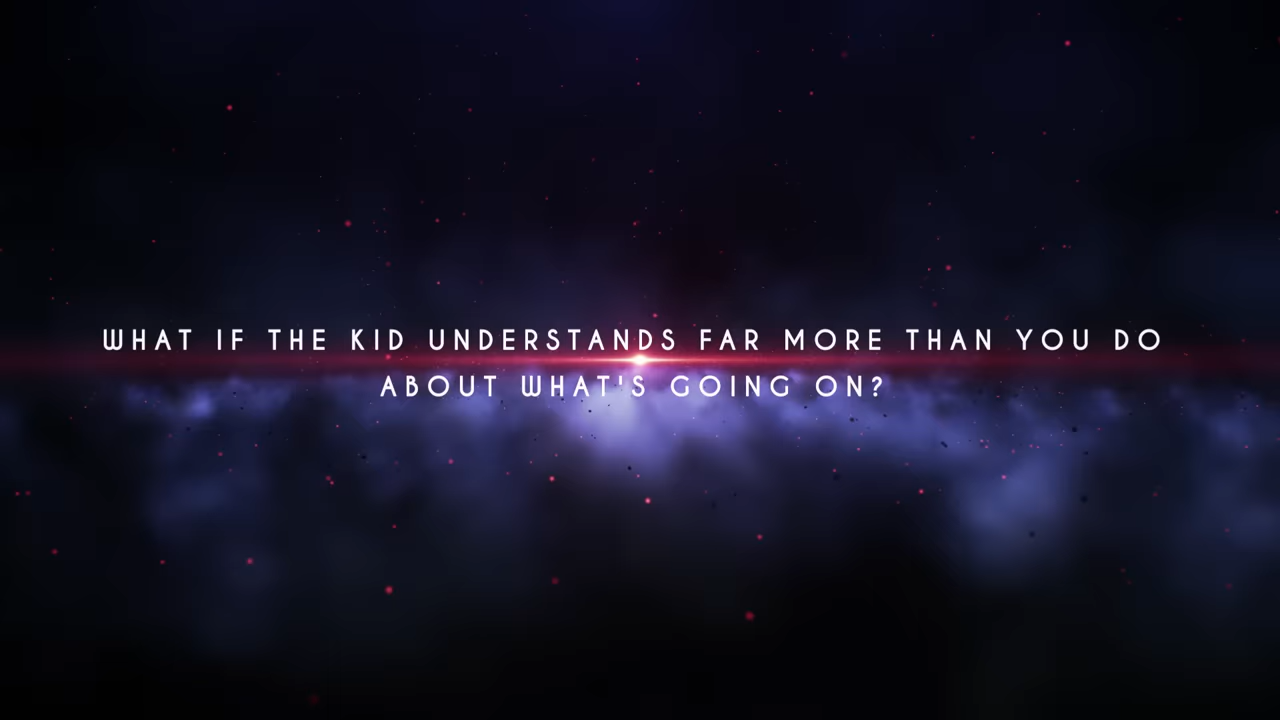 WHAT IF THE KID UNDERSTANDS FAR MORE THAN YOU DO
ABOUT WHAT'S GOING ON?